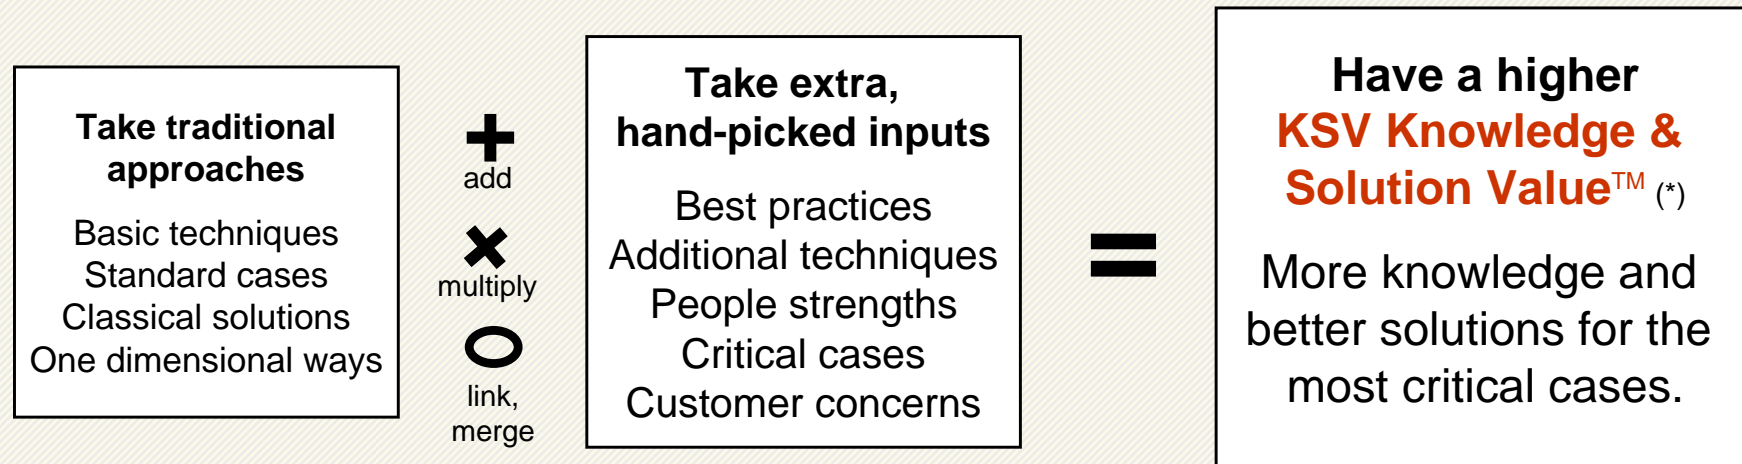 Take traditional
approaches
Basic techniques
Standard cases
Classical solutions
One dimensional ways
add
multiply
link,
merge
Take extra,
hand-picked inputs
Best practices
Additional techniques
People strengths
Critical cases
Customer concerns
Have a higher
KSV Knowledge &
Solution Value™ (*)
More knowledge and
better solutions for the
most critical cases.